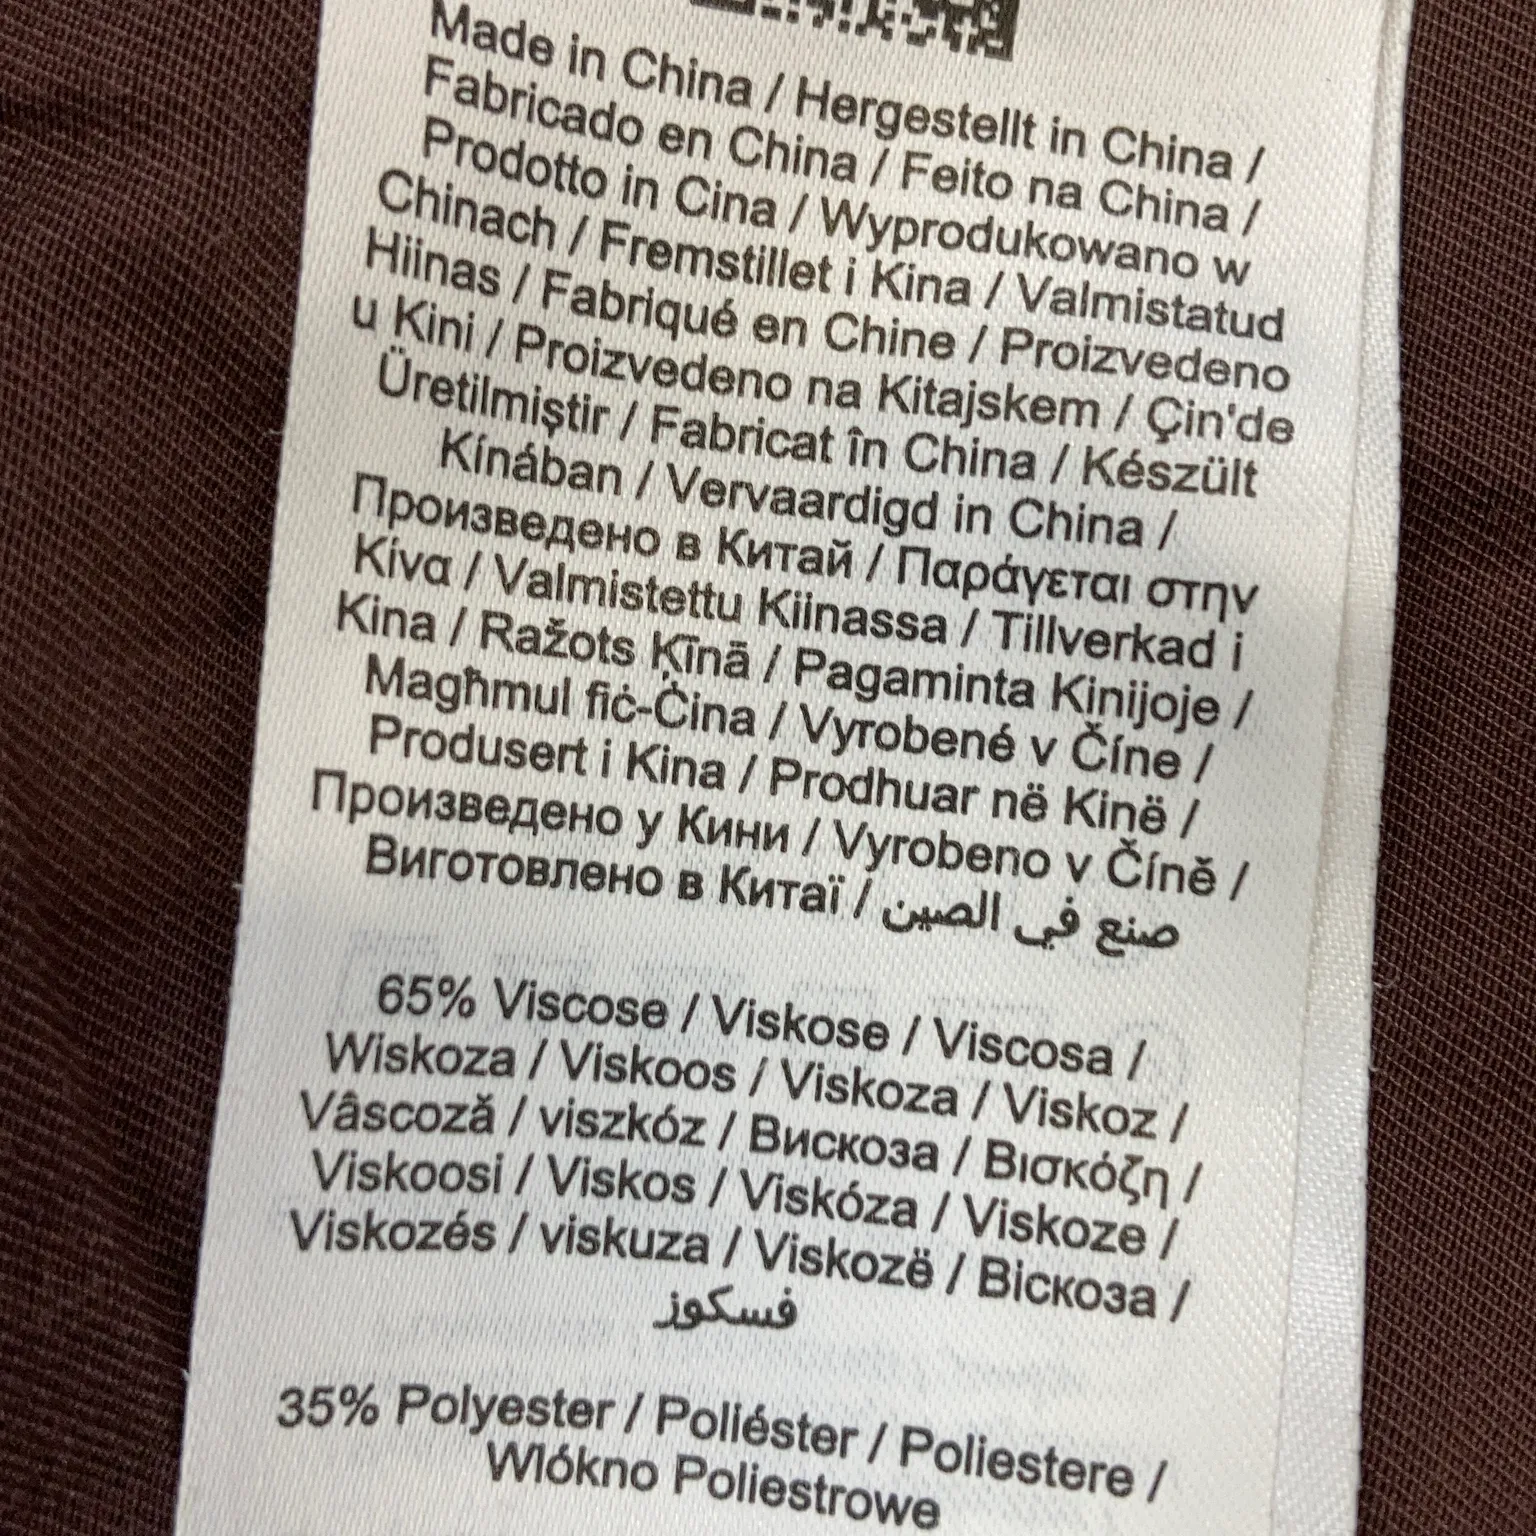 Made in China / Hergestellt in China /
Fabricado en China / Feito na China /
Prodotto in Cina / Wyprodukowano w
Chinach / Fremstillet i Kina / Valmistatud
Hiinas / Fabriqué en Chine / Proizvedeno
u Kini / Proizvedeno na Kitajskem / Çin'de
Üretilmiştir / Fabricat în China / Készült
Kínában / Vervaardigd in China /
Произведено в Китай / Παράγεται στην
Κίνα / Valmistettu Kiinassa / Tillverkad i
Kina / Ražots Ķīnā / Pagaminta Kinijoje /
Magħmul fiċ-Ċina / Vyrobené v Číne /
Produsert i Kina / Prodhuar në Kinë /
Произведено у Кини / Vyrobeno v Číně /
Виготовлено в Китаї / صنع في الصين
65% Viscose / Viskose / Viscosa /
Wiskoza / Viskoos / Viskoza / Viskoz /
Vâscoză / viszkóz / Вискоза / Βισκόζη /
Viskoosi / Viskos / Viskóza / Viskoze /
Viskozés / viskuza / Viskozë / Віскоза /
فسكوز
35% Polyester / Poliéster / Poliestere /
Wlókno Poliestrowe